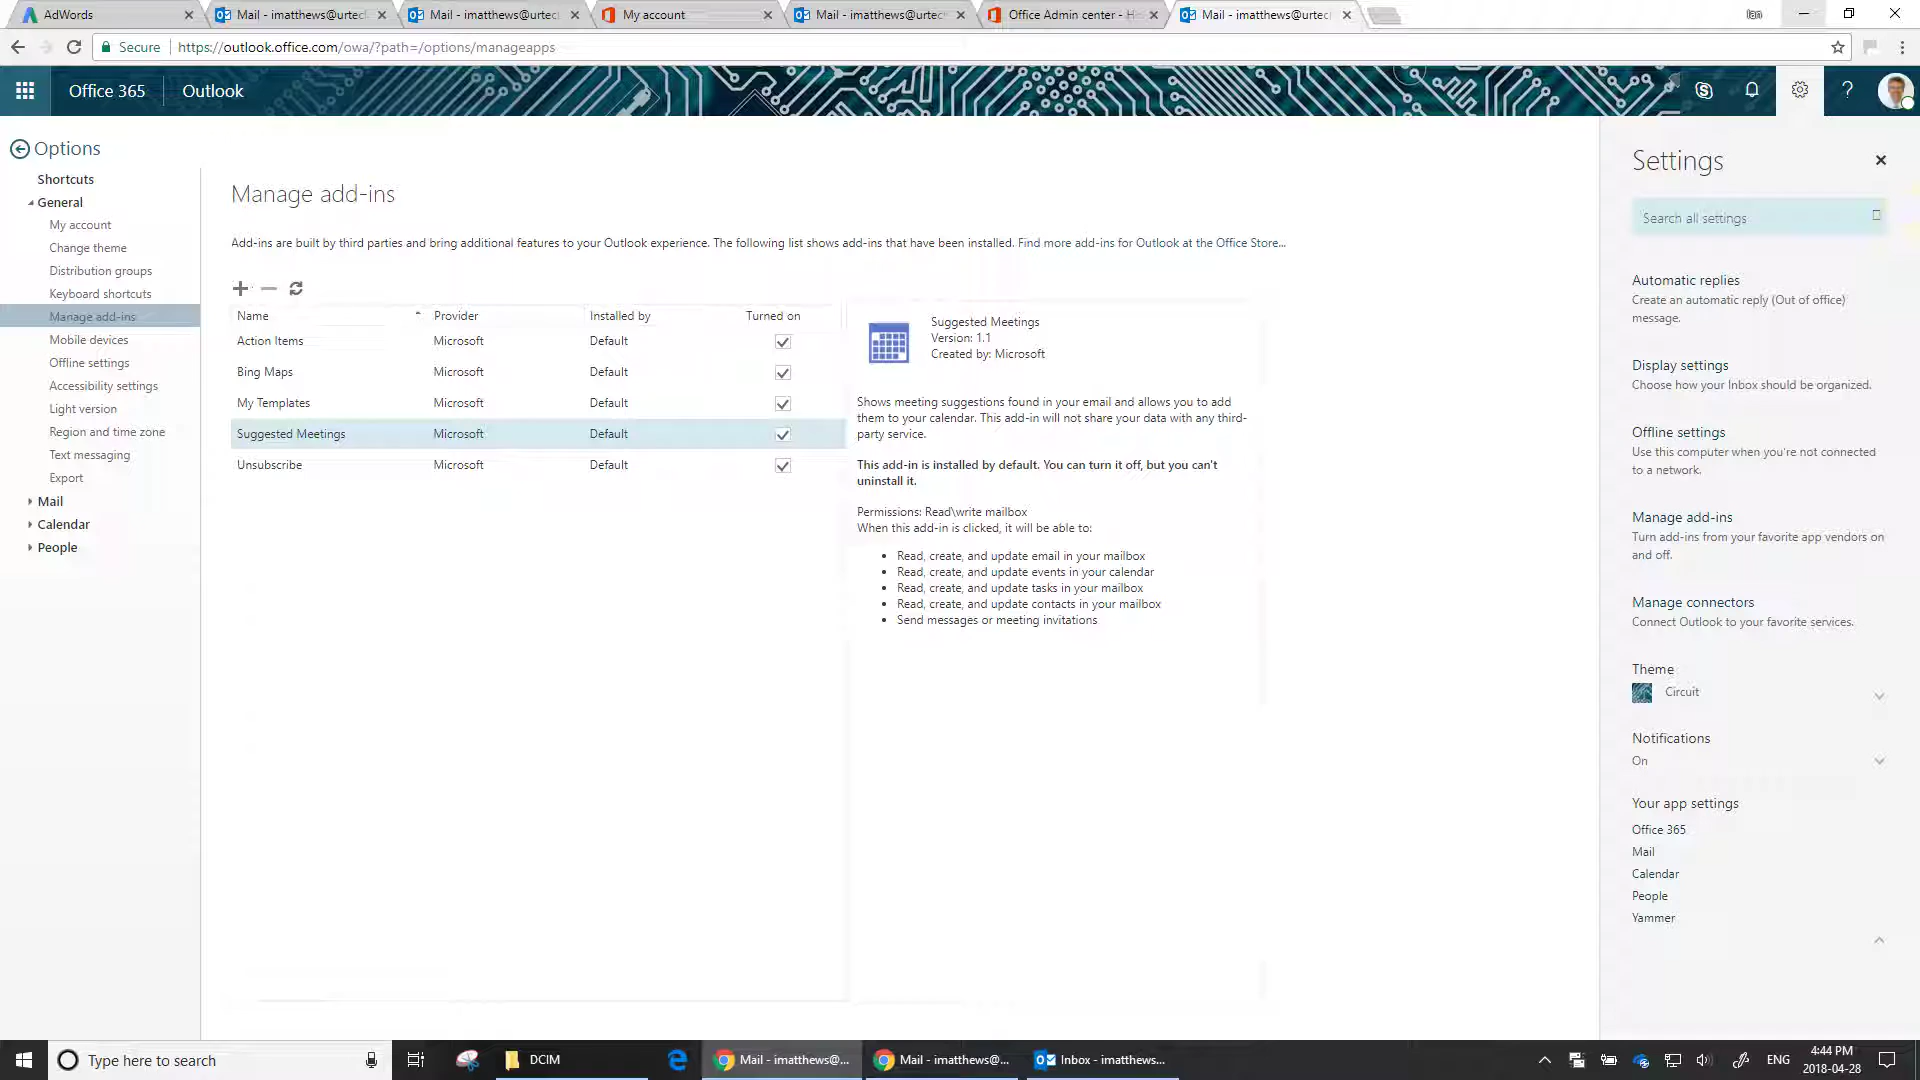 AdWords
Mail - imatthews@urtec
Mail - imatthews@urtec
My account
Mail - imatthews@urtec
Office Admin center - H
Mail - imatthews@urtec
Ian
Secure
https://outlook.office.com/owa/?path=/options/manageapps
Office 365
Outlook
Options
Shortcuts
General
My account
Change theme
Distribution groups
Keyboard shortcuts
Manage add-ins
Mobile devices
Offline settings
Accessibility settings
Light version
Region and time zone
Text messaging
Export
Mail
Calendar
People
Manage add-ins
Add-ins are built by third parties and bring additional features to your Outlook experience. The following list shows add-ins that have been installed. Find more add-ins for Outlook at the Office Store...
Name Provider Installed by Turned on
Action Items Microsoft Default
Bing Maps Microsoft Default
My Templates Microsoft Default
Suggested Meetings Microsoft Default
Unsubscribe Microsoft Default
Suggested Meetings
Version: 1.1
Created by: Microsoft
Shows meeting suggestions found in your email and allows you to add
them to your calendar. This add-in will not share your data with any third-
party service.
This add-in is installed by default. You can turn it off, but you can't
uninstall it.
Permissions: Read\write mailbox
When this add-in is clicked, it will be able to:
• Read, create, and update email in your mailbox
• Read, create, and update events in your calendar
• Read, create, and update tasks in your mailbox
• Read, create, and update contacts in your mailbox
• Send messages or meeting invitations
Settings
Search all settings
Automatic replies
Create an automatic reply (Out of office)
message.
Display settings
Choose how your Inbox should be organized.
Offline settings
Use this computer when you're not connected
to a network.
Manage add-ins
Turn add-ins from your favorite app vendors on
and off.
Manage connectors
Connect Outlook to your favorite services.
Theme
Circuit
Notifications
On
Your app settings
Office 365
Mail
Calendar
People
Yammer
Type here to search
DCIM
Mail - imatthews@...
Mail - imatthews@...
Inbox - imatthews...
ENG
4:44 PM
2018-04-28